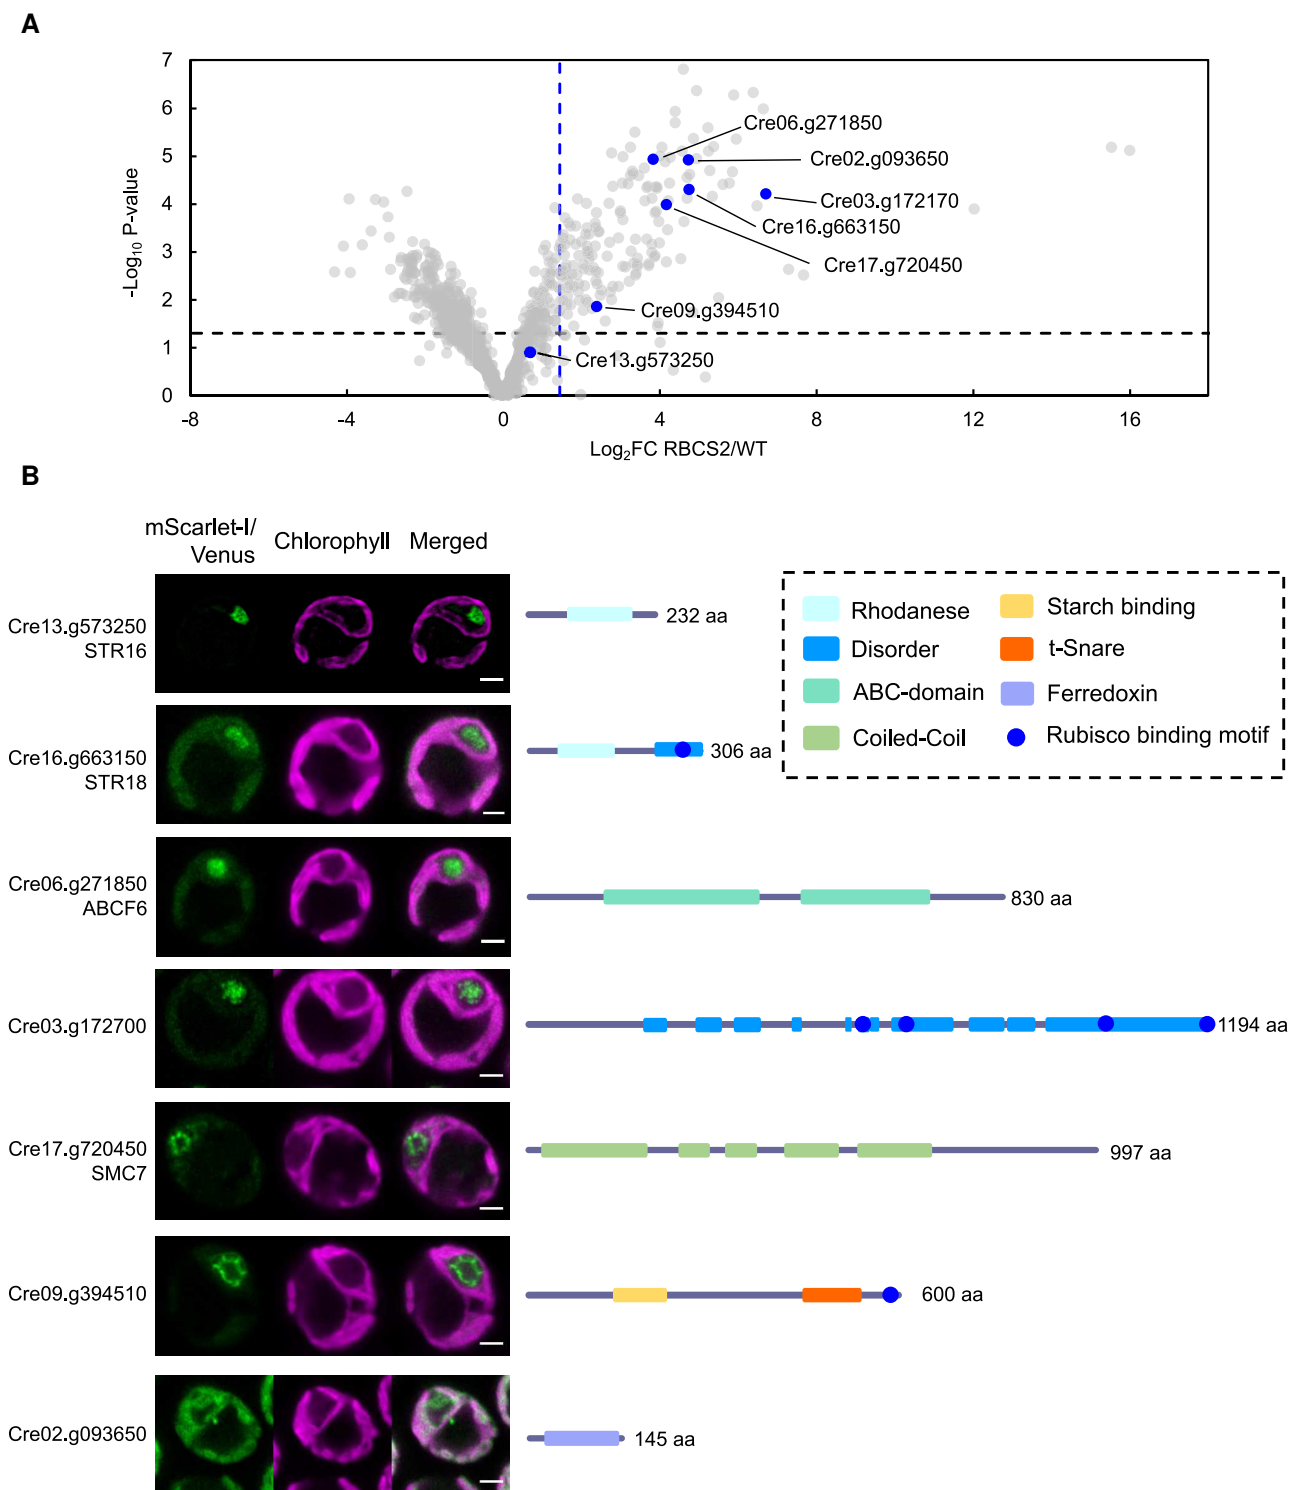 A
7
6
5
4
3
2
1
0
-Log₁₀ P-value
Cre06.g271850
Cre02.g093650
Cre03.g172170
Cre16.g663150
Cre17.g720450
Cre09.g394510
Cre13.g573250
-8 -4 0 4 8 12 16
Log₂FC RBCS2/WT
B
mScarlet-I/
Venus
Chlorophyll
Merged
Cre13.g573250
STR16
232 aa
Cre16.g663150
STR18
306 aa
Cre06.g271850
ABCF6
830 aa
Cre03.g172700
1194 aa
Cre17.g720450
SMC7
997 aa
Cre09.g394510
600 aa
Cre02.g093650
145 aa
Rhodanese
Disorder
ABC-domain
Coiled-Coil
Starch binding
t-Snare
Ferredoxin
Rubisco binding motif